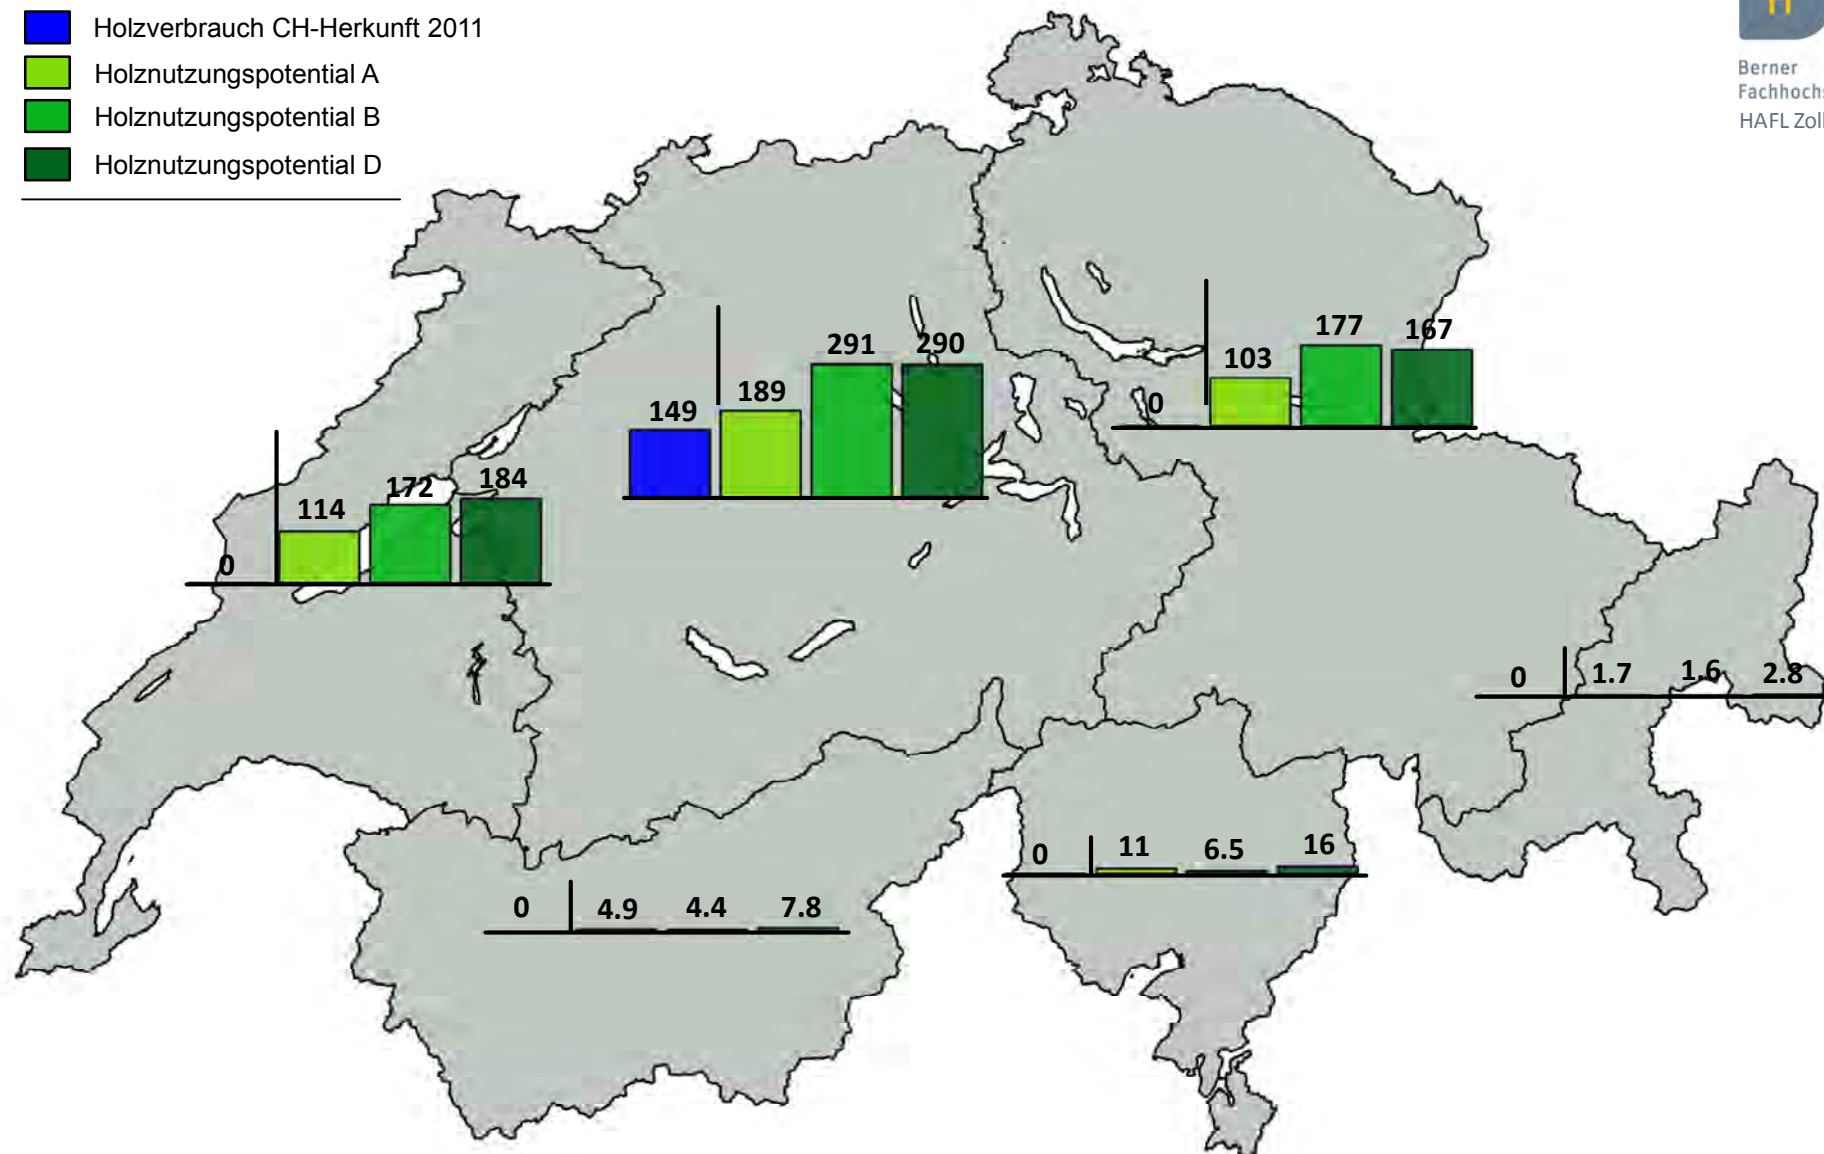 Holzverbrauch CH-Herkunft 2011
Holznutzungspotential A
Holznutzungspotential B
Holznutzungspotential D
H
Berner
HAFL
291 290
189
149
177 167
103
0
172 184
114
0
0 1.7 1.6 2.8
0 11 6.5 16
0 4.9 4.4 7.8